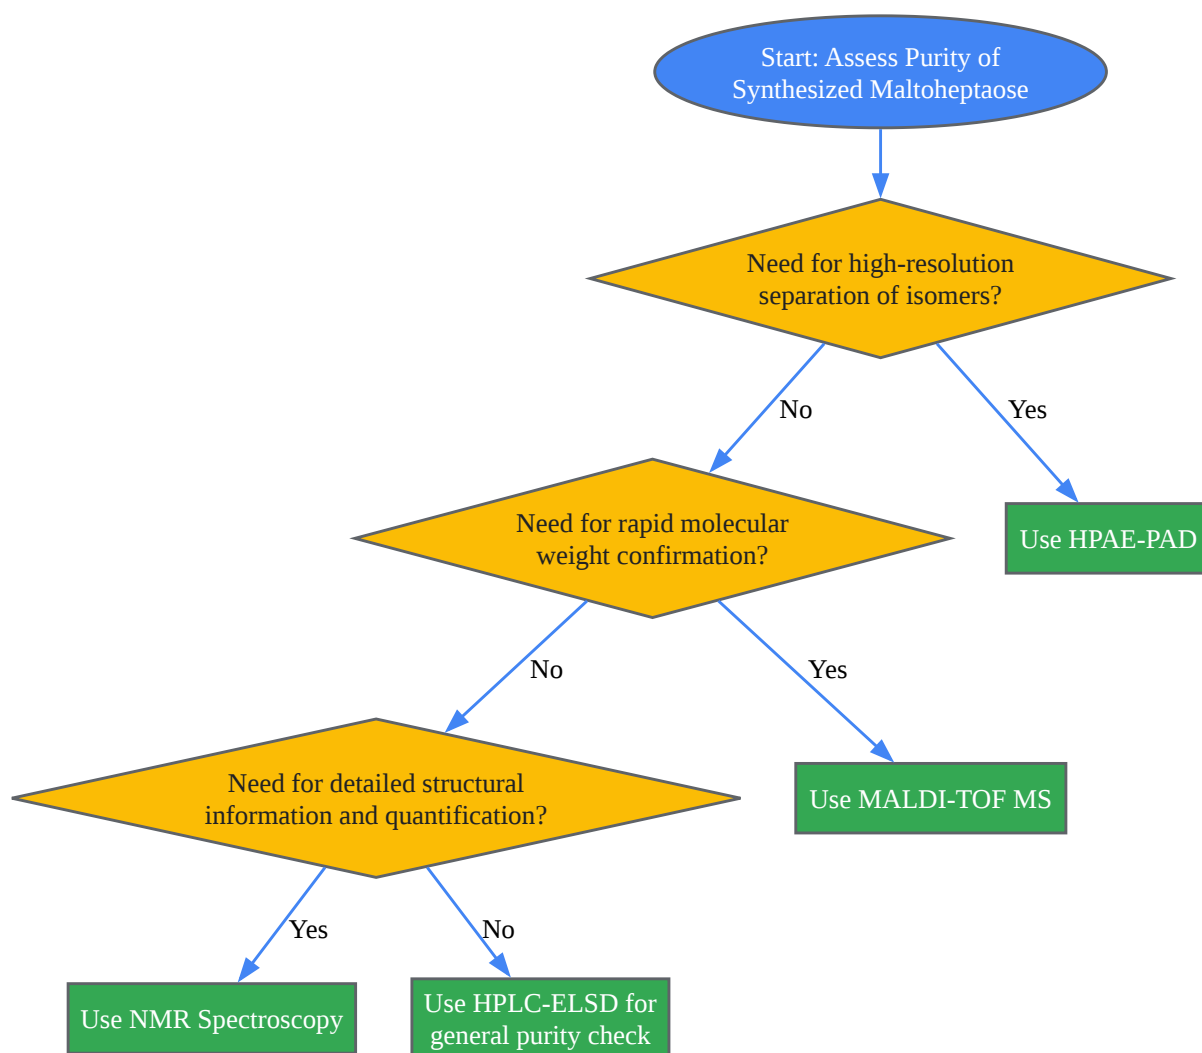 Start: Assess Purity of
Synthesized Maltoheptaose
Need for high-resolution
separation of isomers?
No
Yes
Need for rapid molecular
weight confirmation?
Use HPAE-PAD
No
Yes
Need for detailed structural
information and quantification?
Use MALDI-TOF MS
Yes
No
Use NMR Spectroscopy
Use HPLC-ELSD for
general purity check